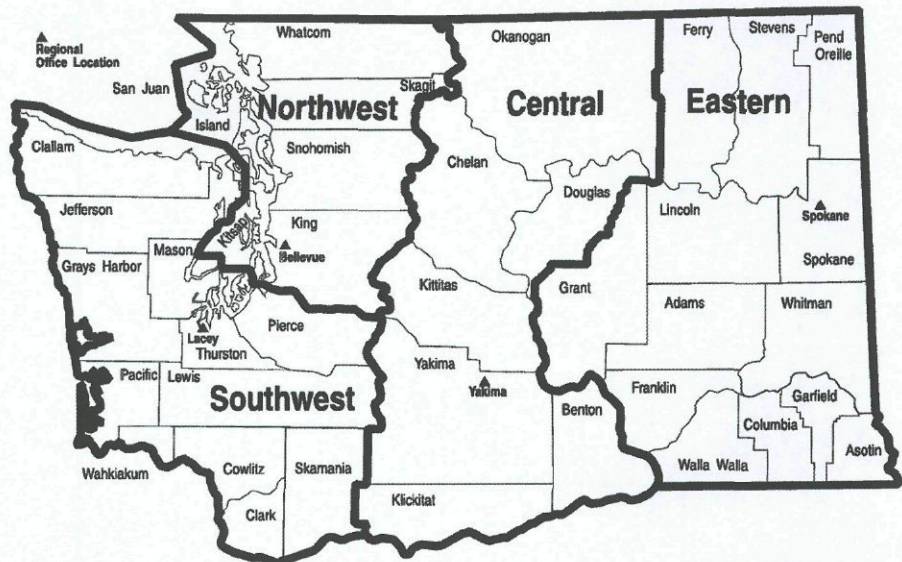 Regional
Office Location
Whatcom
Okanogan
Ferry
Stevens
Pend
Oreille
San Juan
Skagit
Northwest
Central
Eastern
Island
Clallam
Snohomish
Chelan
Douglas
Jefferson
Lincoln
Spokane
King
Kitsap
Mason
Bellevue
Spokane
Grays Harbor
Kittitas
Grant
Adams
Whitman
Pierce
Lacey
Thurston
Yakima
Pacific
Lewis
Yakima
Franklin
Garfield
Southwest
Benton
Columbia
Asotin
Wahkiakum
Cowlitz
Skamania
Walla Walla
Klickitat
Clark